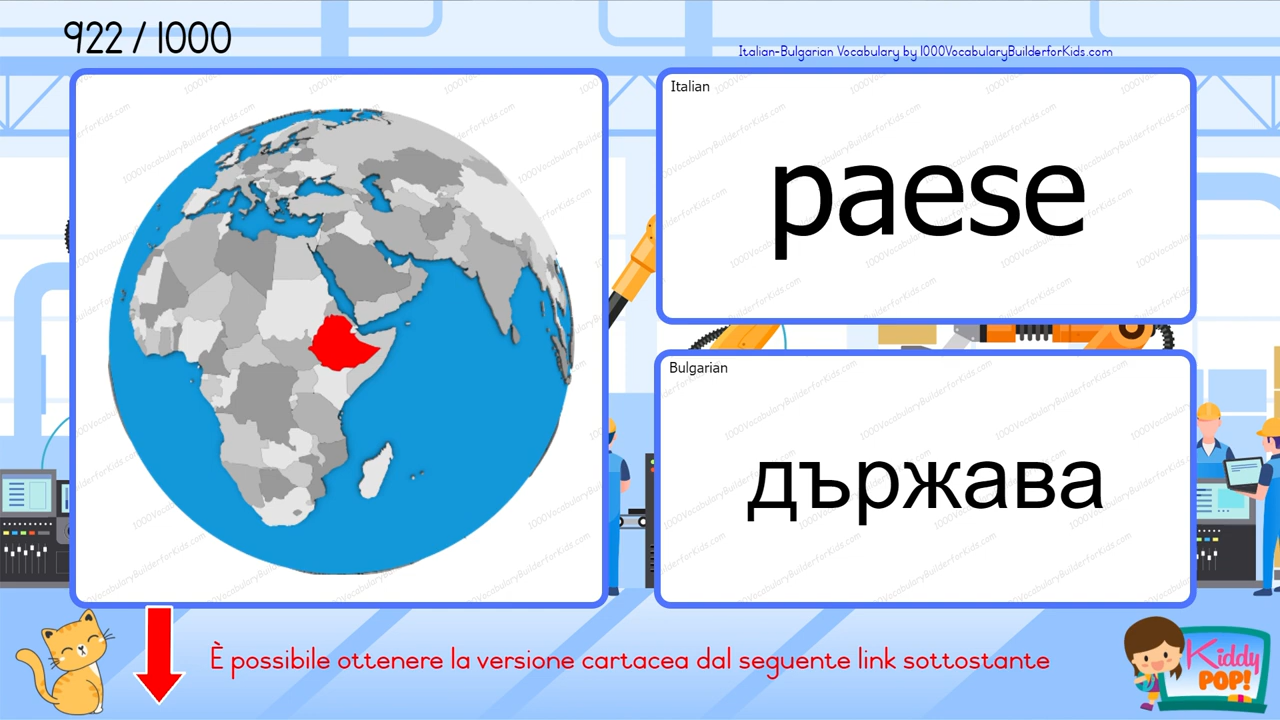 922 / 1000
Italian-Bulgarian Vocabulary by 1000VocabularyBuilderforKids.com
Italian
paese
Bulgarian
държава
È possibile ottenere la versione cartacea dal seguente link sottostante
Kiddy
POP!